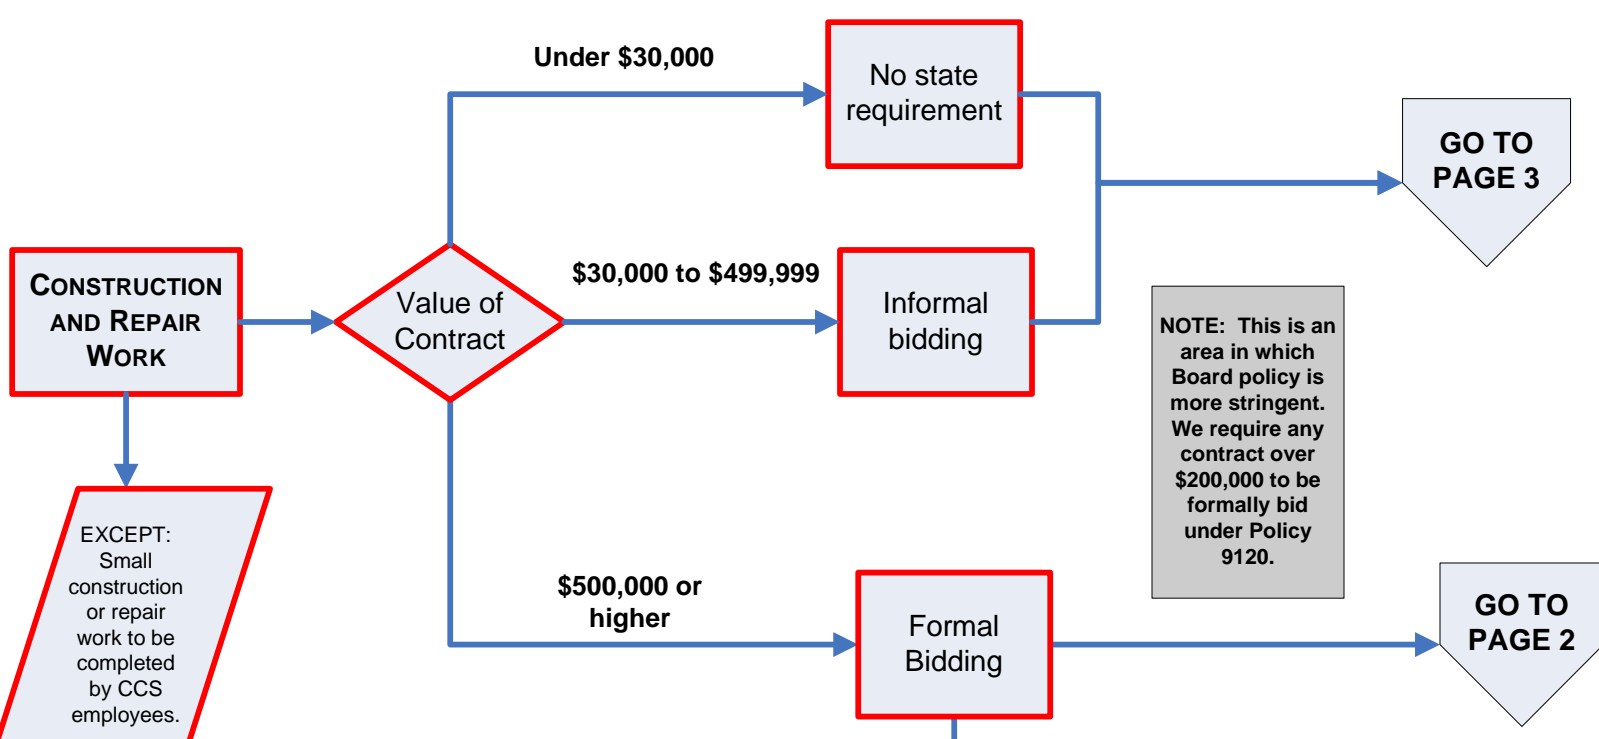 Under $30,000
No state
requirement
GO TO
PAGE 3
CONSTRUCTION
AND REPAIR
WORK
Value of
Contract
$30,000 to $499,999
Informal
bidding
NOTE:  This is an
area in which
Board policy is
more stringent.
We require any
contract over
$200,000 to be
formally bid
under Policy
9120.
EXCEPT:
Small
construction
or repair
work to be
completed
by CCS
employees.
$500,000 or
higher
Formal
Bidding
GO TO
PAGE 2